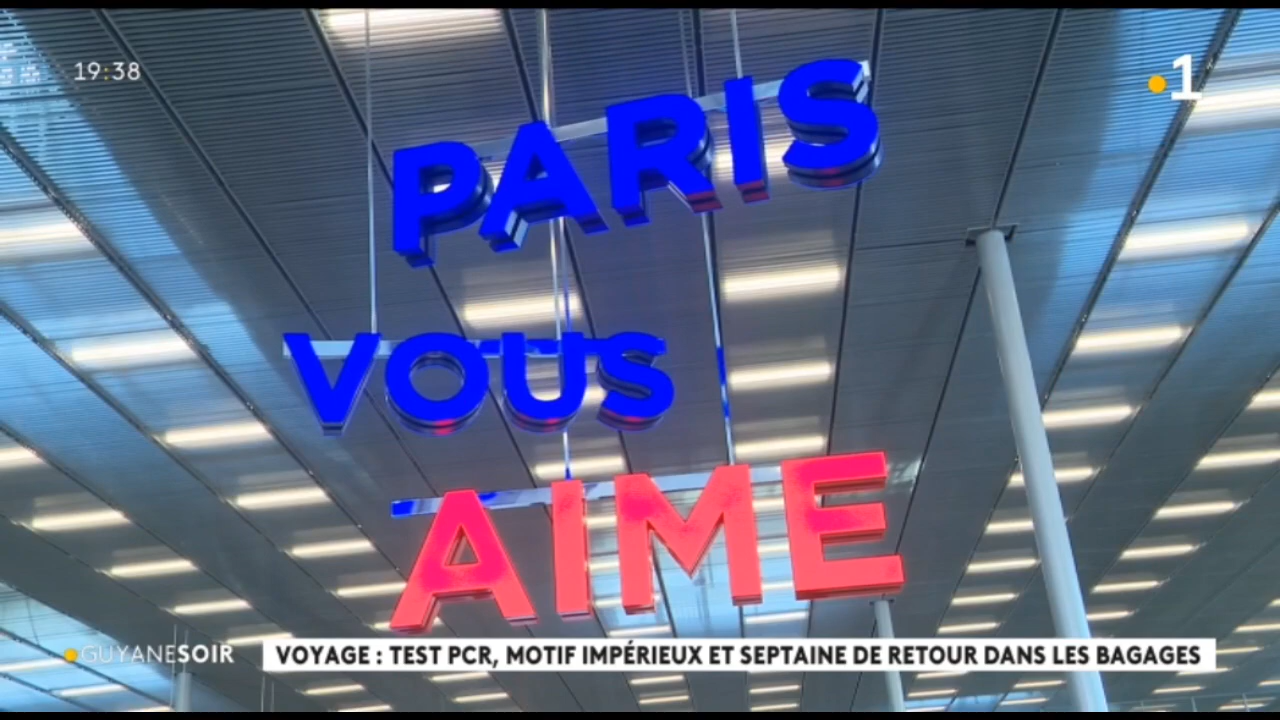 19:38
1
PARIS
VOUS
AIME
GUYANESOIR
VOYAGE : TEST PCR, MOTIF IMPÉRIEUX ET SEPTAINE DE RETOUR DANS LES BAGAGES